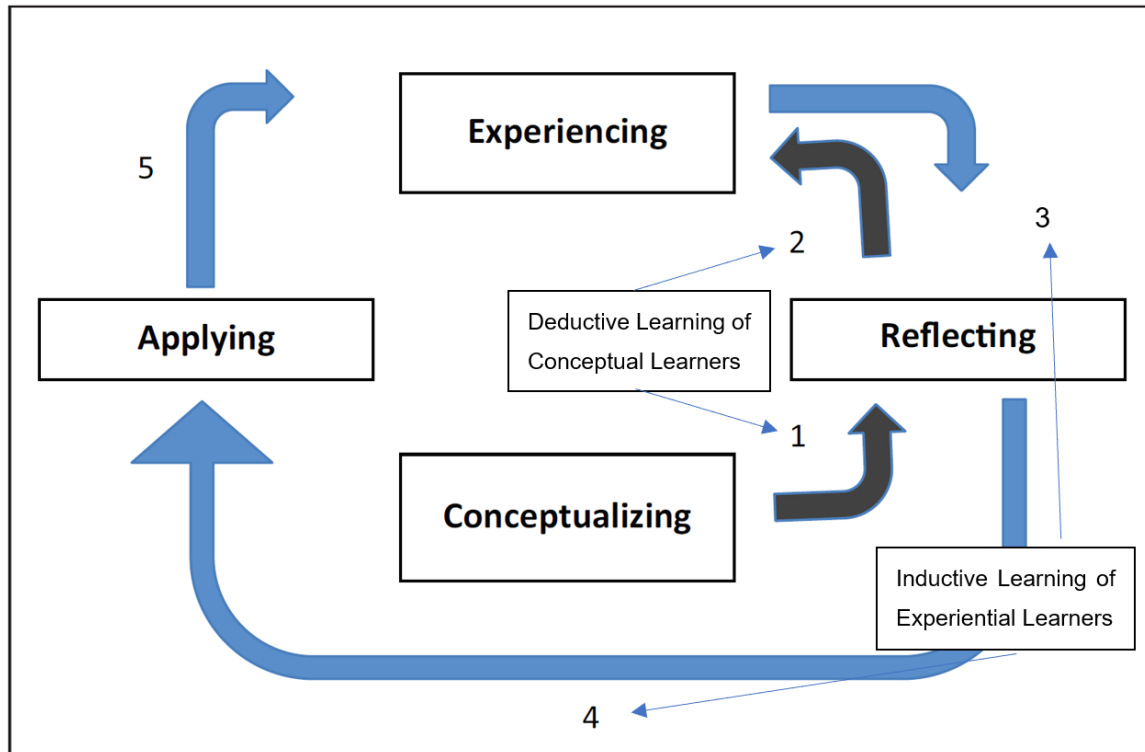 Experiencing
5
3
2
Deductive Learning of
Conceptual Learners
Applying
Reflecting
1
Conceptualizing
Inductive Learning of
Experiential Learners
4